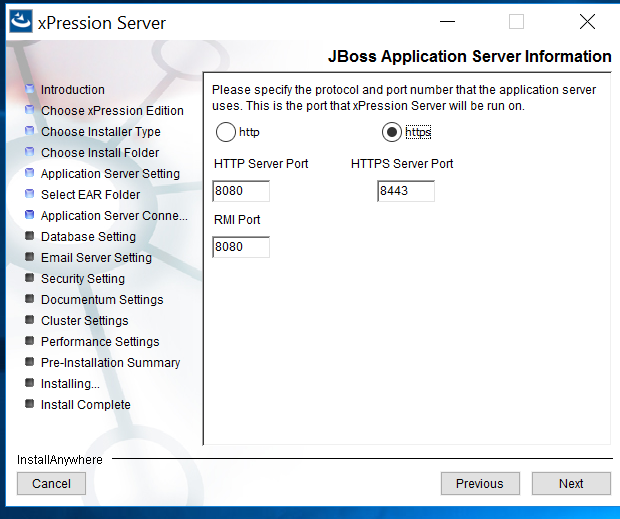 xPression Server
JBoss Application Server Information
Introduction
Choose xPression Edition
Choose Installer Type
Choose Install Folder
Application Server Setting
Select EAR Folder
Application Server Conne...
Database Setting
Email Server Setting
Security Setting
Documentum Settings
Cluster Settings
Performance Settings
Pre-Installation Summary
Installing...
Install Complete
Please specify the protocol and port number that the application server
uses. This is the port that xPression Server will be run on.
http https
HTTP Server Port HTTPS Server Port
8080 8443
RMI Port
8080
InstallAnywhere
Cancel Previous Next